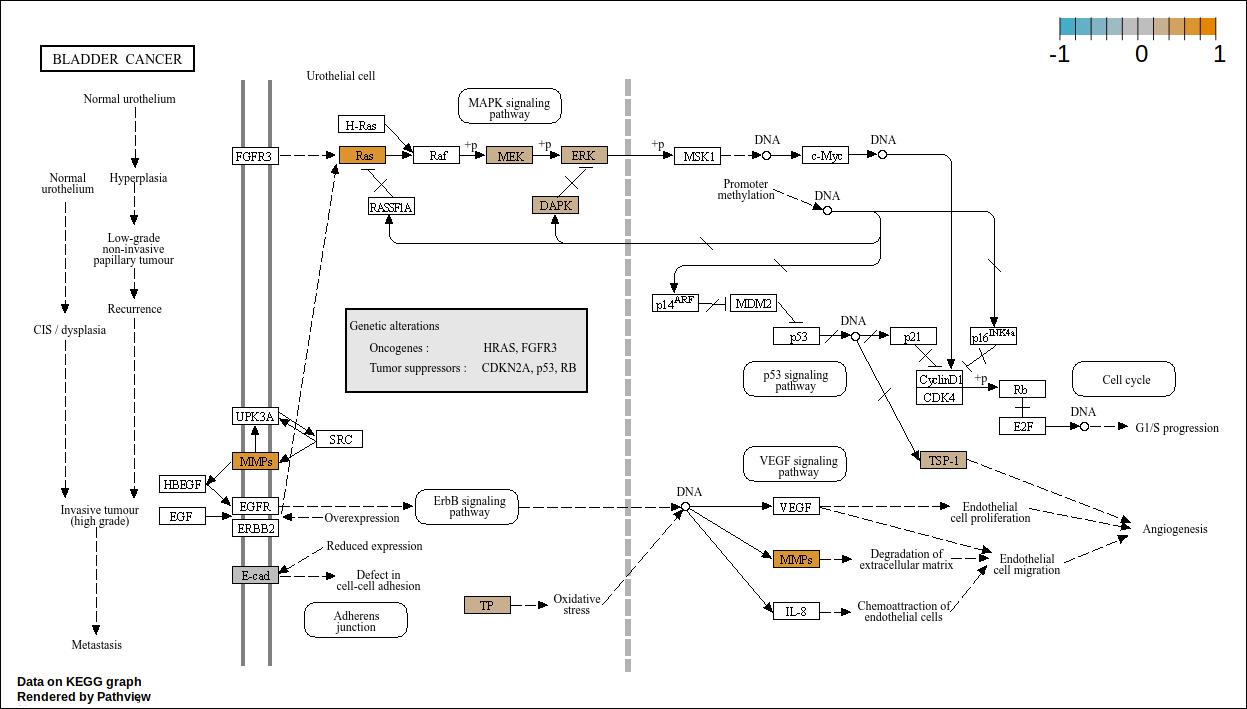 BLADDER CANCER
-1 0 1
Urothelial cell
Normal urothelium
MAPK signaling
pathway
H-Ras
FGFR3
Ras
Raf
+p
MEK
+p
ERK
+p
MSK1
DNA
c-Myc
DNA
Normal
urothelium
Hyperplasia
RASSF1A
DAPK
Promoter
methylation
DNA
Low-grade
non-invasive
papillary tumour
Recurrence
CIS / dysplasia
p14ARF
MDM2
Genetic alterations
Oncogenes : HRAS, FGFR3
Tumor suppressors : CDKN2A, p53, RB
p53
DNA
p21
p16INK4a
p53 signaling
pathway
CyclinD1
CDK4
+p
Rb
Cell cycle
E2F
DNA
G1/S progression
UPK3A
SRC
MMPs
VEGF signaling
pathway
TSP-1
HBEGF
EGFR
EGF
ERBB2
Overexpression
ErbB signaling
pathway
DNA
VEGF
Endothelial
cell proliferation
Angiogenesis
Invasive tumour
(high grade)
Reduced expression
E-cad
Defect in
cell-cell adhesion
MMPs
Degradation of
extracellular matrix
Endothelial
cell migration
Adherens
junction
TP
Oxidative
stress
IL-8
Chemoattraction of
endothelial cells
Metastasis
Data on KEGG graph
Rendered by Pathview